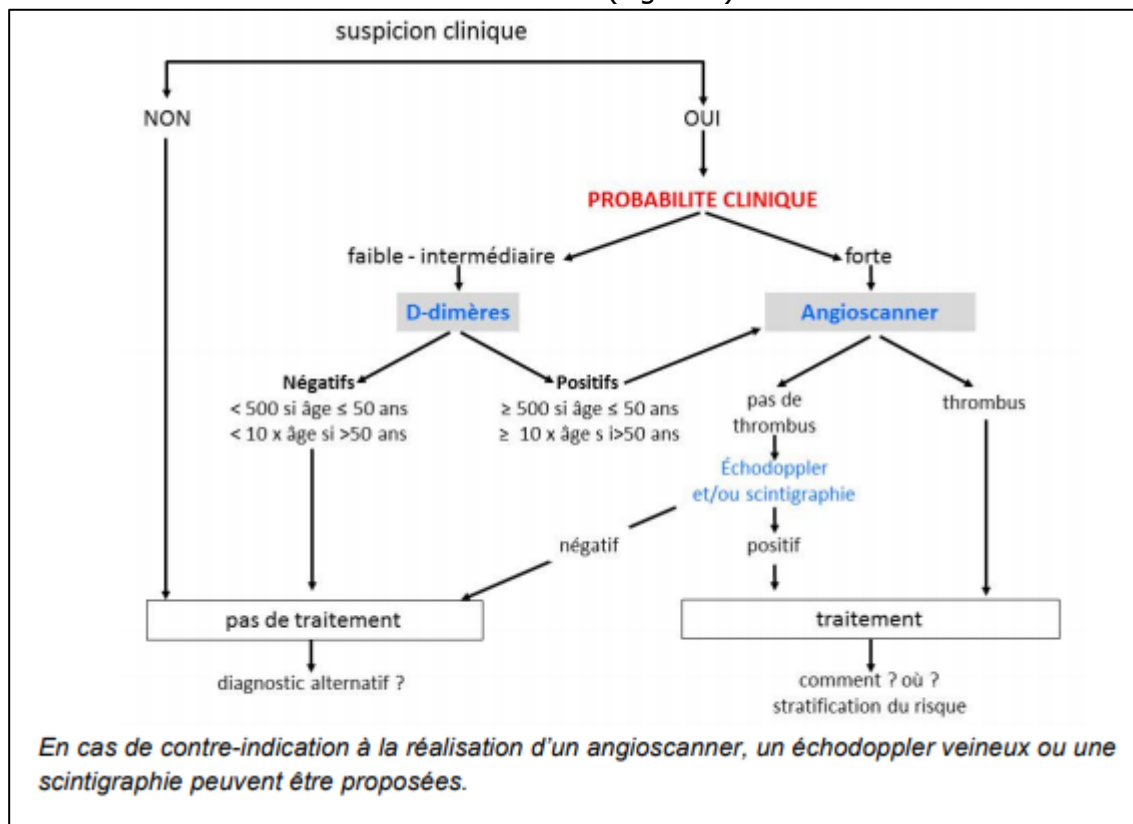 suspicion clinique
NON
OUI
PROBABILITE CLINIQUE
faible - intermédiaire
forte
D-dimères
Angioscanner
Négatifs
< 500 si âge ≤ 50 ans
< 10 x âge si >50 ans
Positifs
≥ 500 si âge ≤ 50 ans
≥ 10 x âge s i>50 ans
pas de
thrombus
thrombus
Échodoppler
et/ou scintigraphie
négatif
positif
pas de traitement
traitement
diagnostic alternatif ?
comment ? où ?
stratification du risque
En cas de contre-indication à la réalisation d'un angioscanner, un échodoppler veineux ou une
scintigraphie peuvent être proposées.